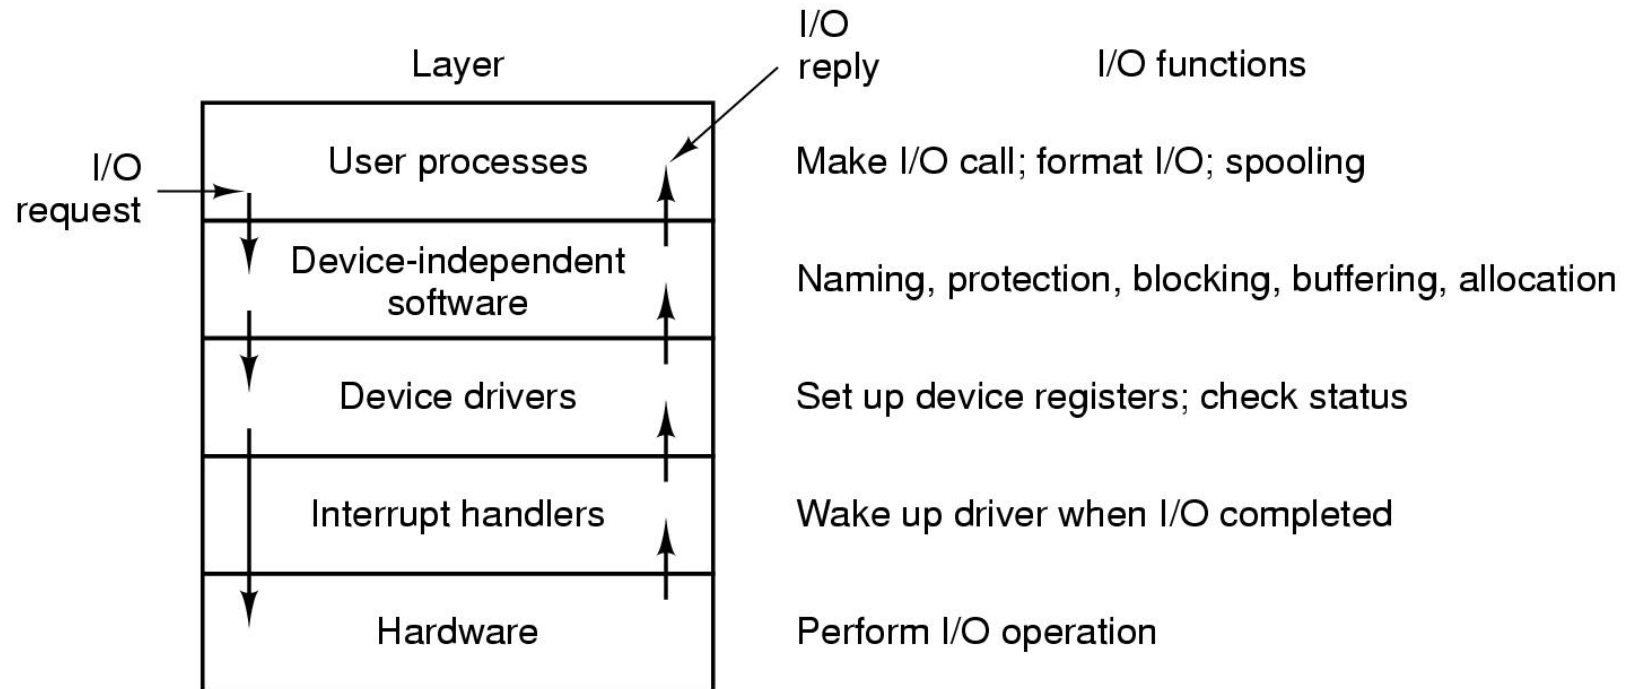 I/O
reply
Layer
I/O functions
I/O
request
User processes
Make I/O call; format I/O; spooling
Device-independent
software
Naming, protection, blocking, buffering, allocation
Device drivers
Set up device registers; check status
Interrupt handlers
Wake up driver when I/O completed
Hardware
Perform I/O operation